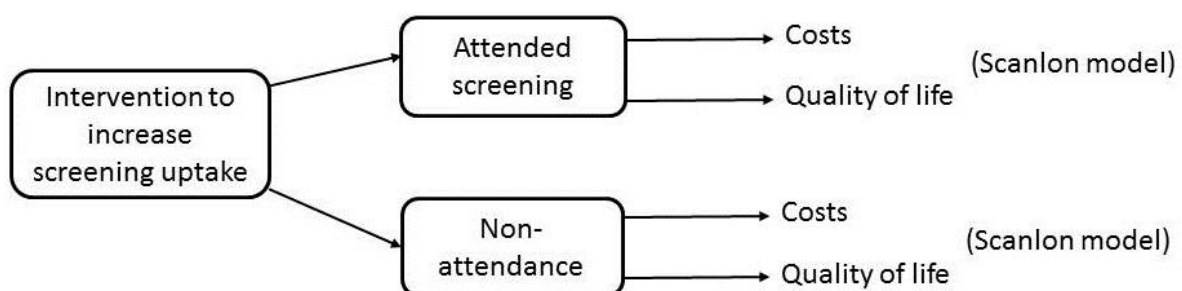 Intervention to
increase
screening uptake
Attended
screening
Costs
Quality of life
(Scanlon model)
Non-
attendance
Costs
Quality of life
(Scanlon model)